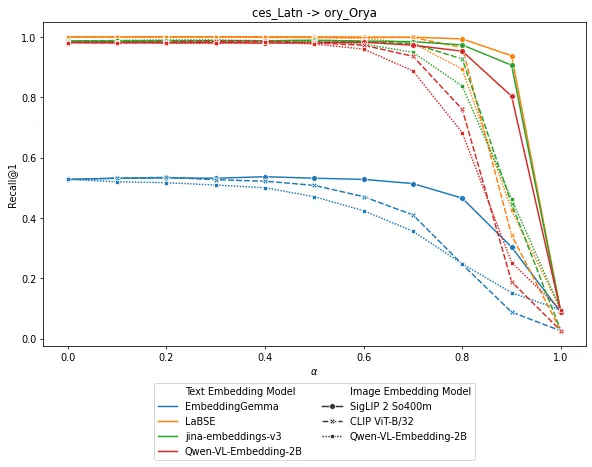 ces_Latn -> ory_Orya
1.0
0.8
0.6
0.4
0.2
0.0
Recall@1
0.0 0.2 0.4 0.6 0.8 1.0
α
Text Embedding Model Image Embedding Model
EmbeddingGemma SigLIP 2 So400m
LaBSE CLIP ViT-B/32
jina-embeddings-v3 Qwen-VL-Embedding-2B
Qwen-VL-Embedding-2B